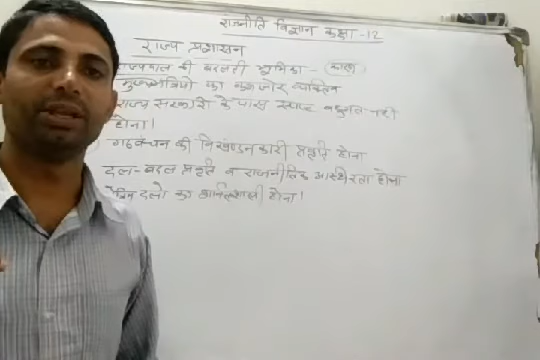 राजनीति विज्ञान कक्षा -12
राज्य प्रशासन
राज्यपाल की बदलती भूमिका - कारण
मुख्यमंत्रियों का कमजोर व्यक्तित्व
राज्य सरकारों के पास स्पष्ट बहुमत नहीं
होना।
गठबंधन की विखण्डनकारी प्रवृति होना
दल-बदल प्रवृति व राजनीतिक अस्थिरता होना
दलों का शक्तिशाली होना।